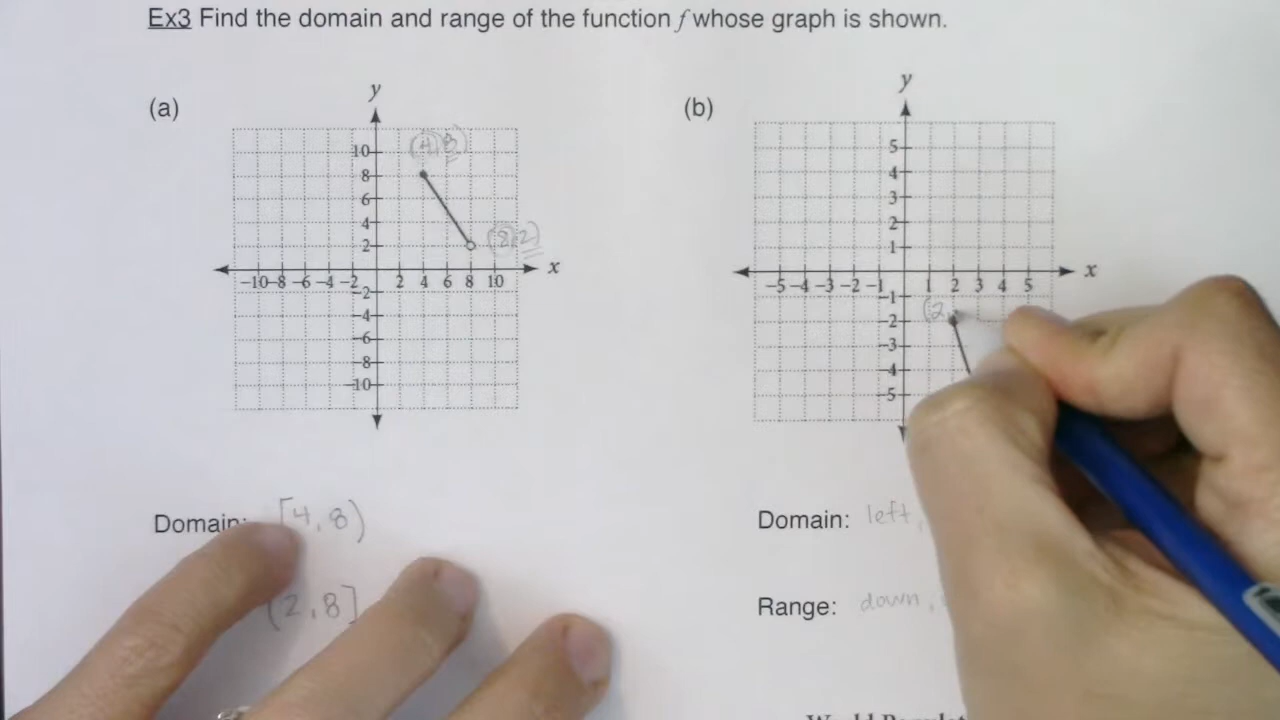 Ex3 Find the domain and range of the function f whose graph is shown.
(a)
y
(4,8)
10
8
6
4
2
(8,2)
x
−10 −8 −6 −4 −2 2 4 6 8 10
−2
−4
−6
−8
−10
Domain: [4, 8)
(2, 8]
(b)
y
5
4
3
2
1
x
−5 −4 −3 −2 −1 1 2 3 4 5
−1
(2,
−2
−3
−4
−5
Domain: left,
Range: down,